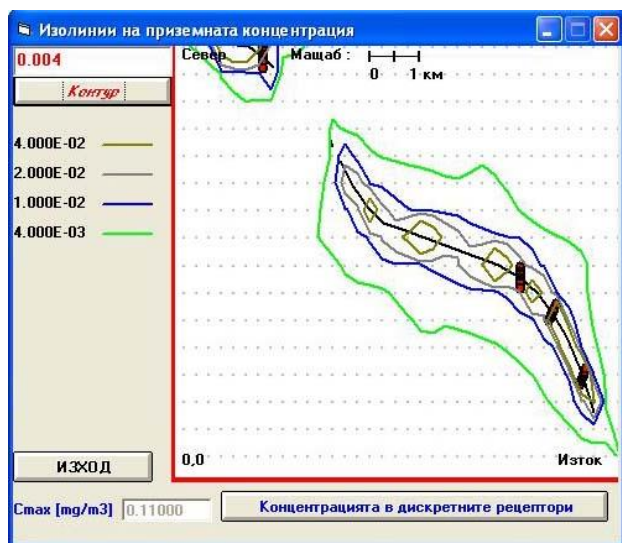 Изолинии на приземната концентрация
0.004
Контур
4.000E-02
2.000E-02
1.000E-02
4.000E-03
Север
Мащаб :
0 1 км
0,0
Изток
ИЗХОД
Cmax [mg/m3] 0.11000
Концентрацията в дискретните рецептори